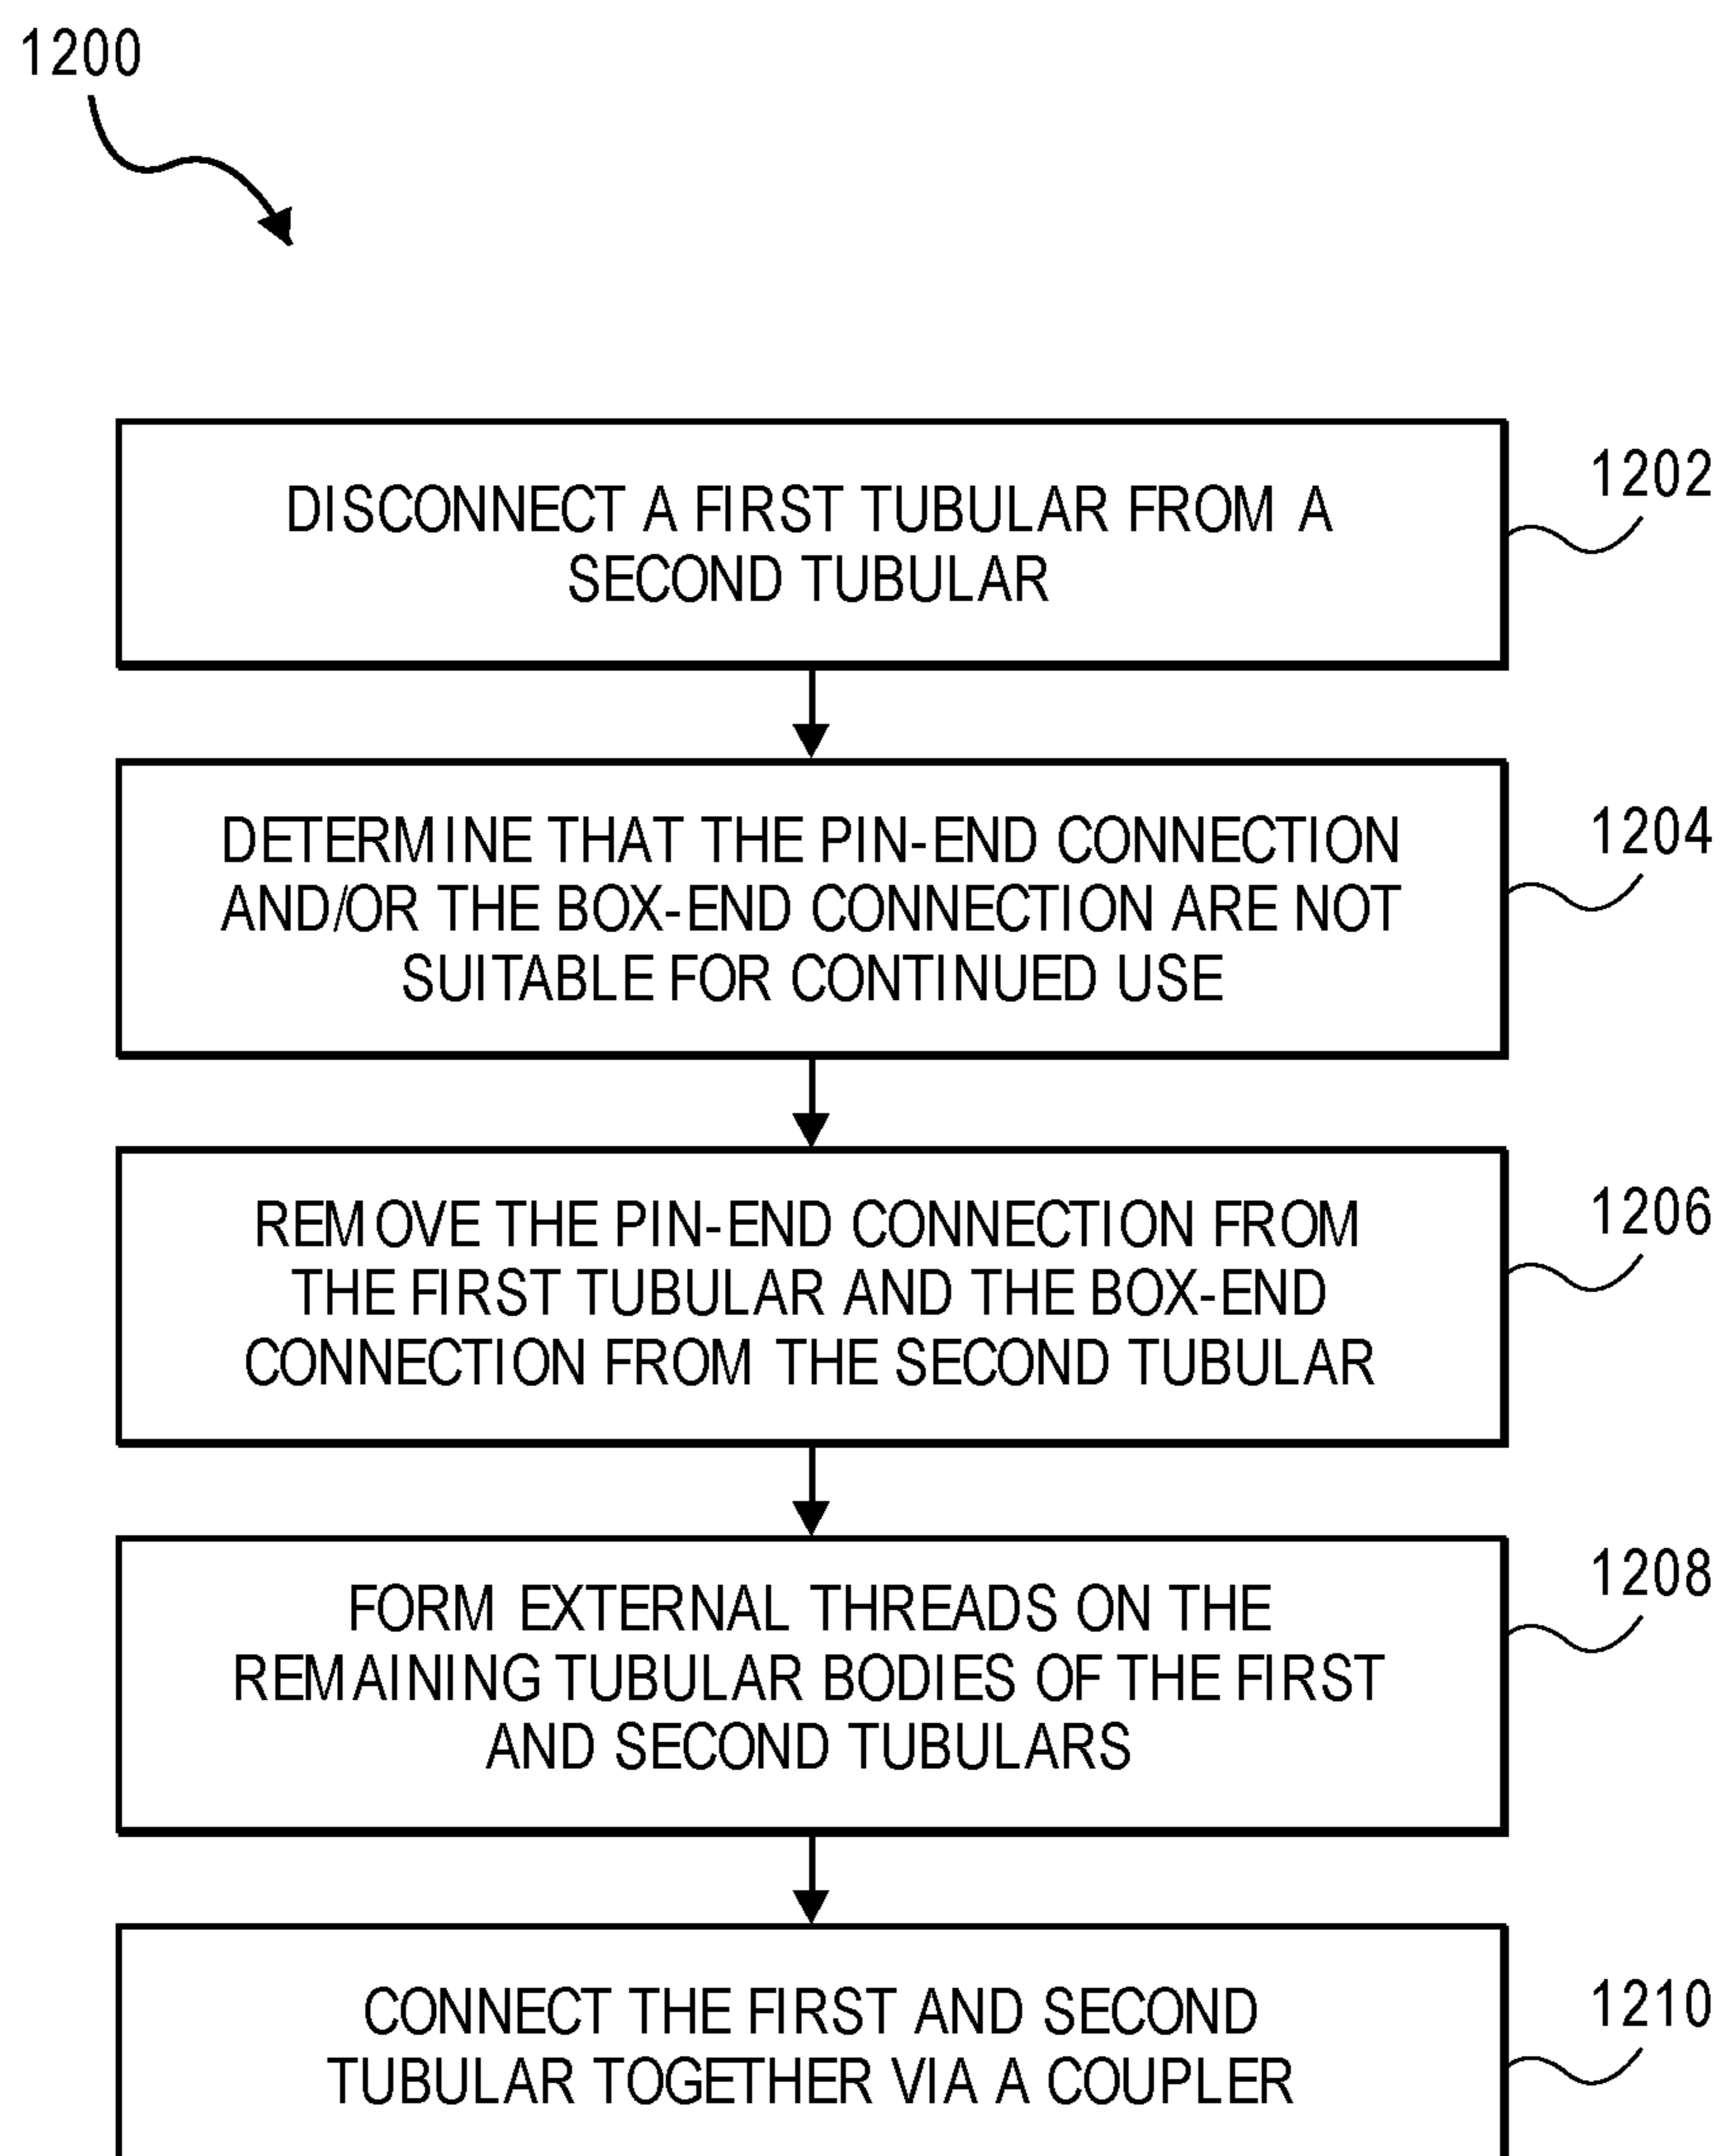 1200
DISCONNECT A FIRST TUBULAR FROM A
SECOND TUBULAR
1202
DETERMINE THAT THE PIN-END CONNECTION
AND/OR THE BOX-END CONNECTION ARE NOT
SUITABLE FOR CONTINUED USE
1204
REMOVE THE PIN-END CONNECTION FROM
THE FIRST TUBULAR AND THE BOX-END
CONNECTION FROM THE SECOND TUBULAR
1206
FORM EXTERNAL THREADS ON THE
REMAINING TUBULAR BODIES OF THE FIRST
AND SECOND TUBULARS
1208
CONNECT THE FIRST AND SECOND
TUBULAR TOGETHER VIA A COUPLER
1210